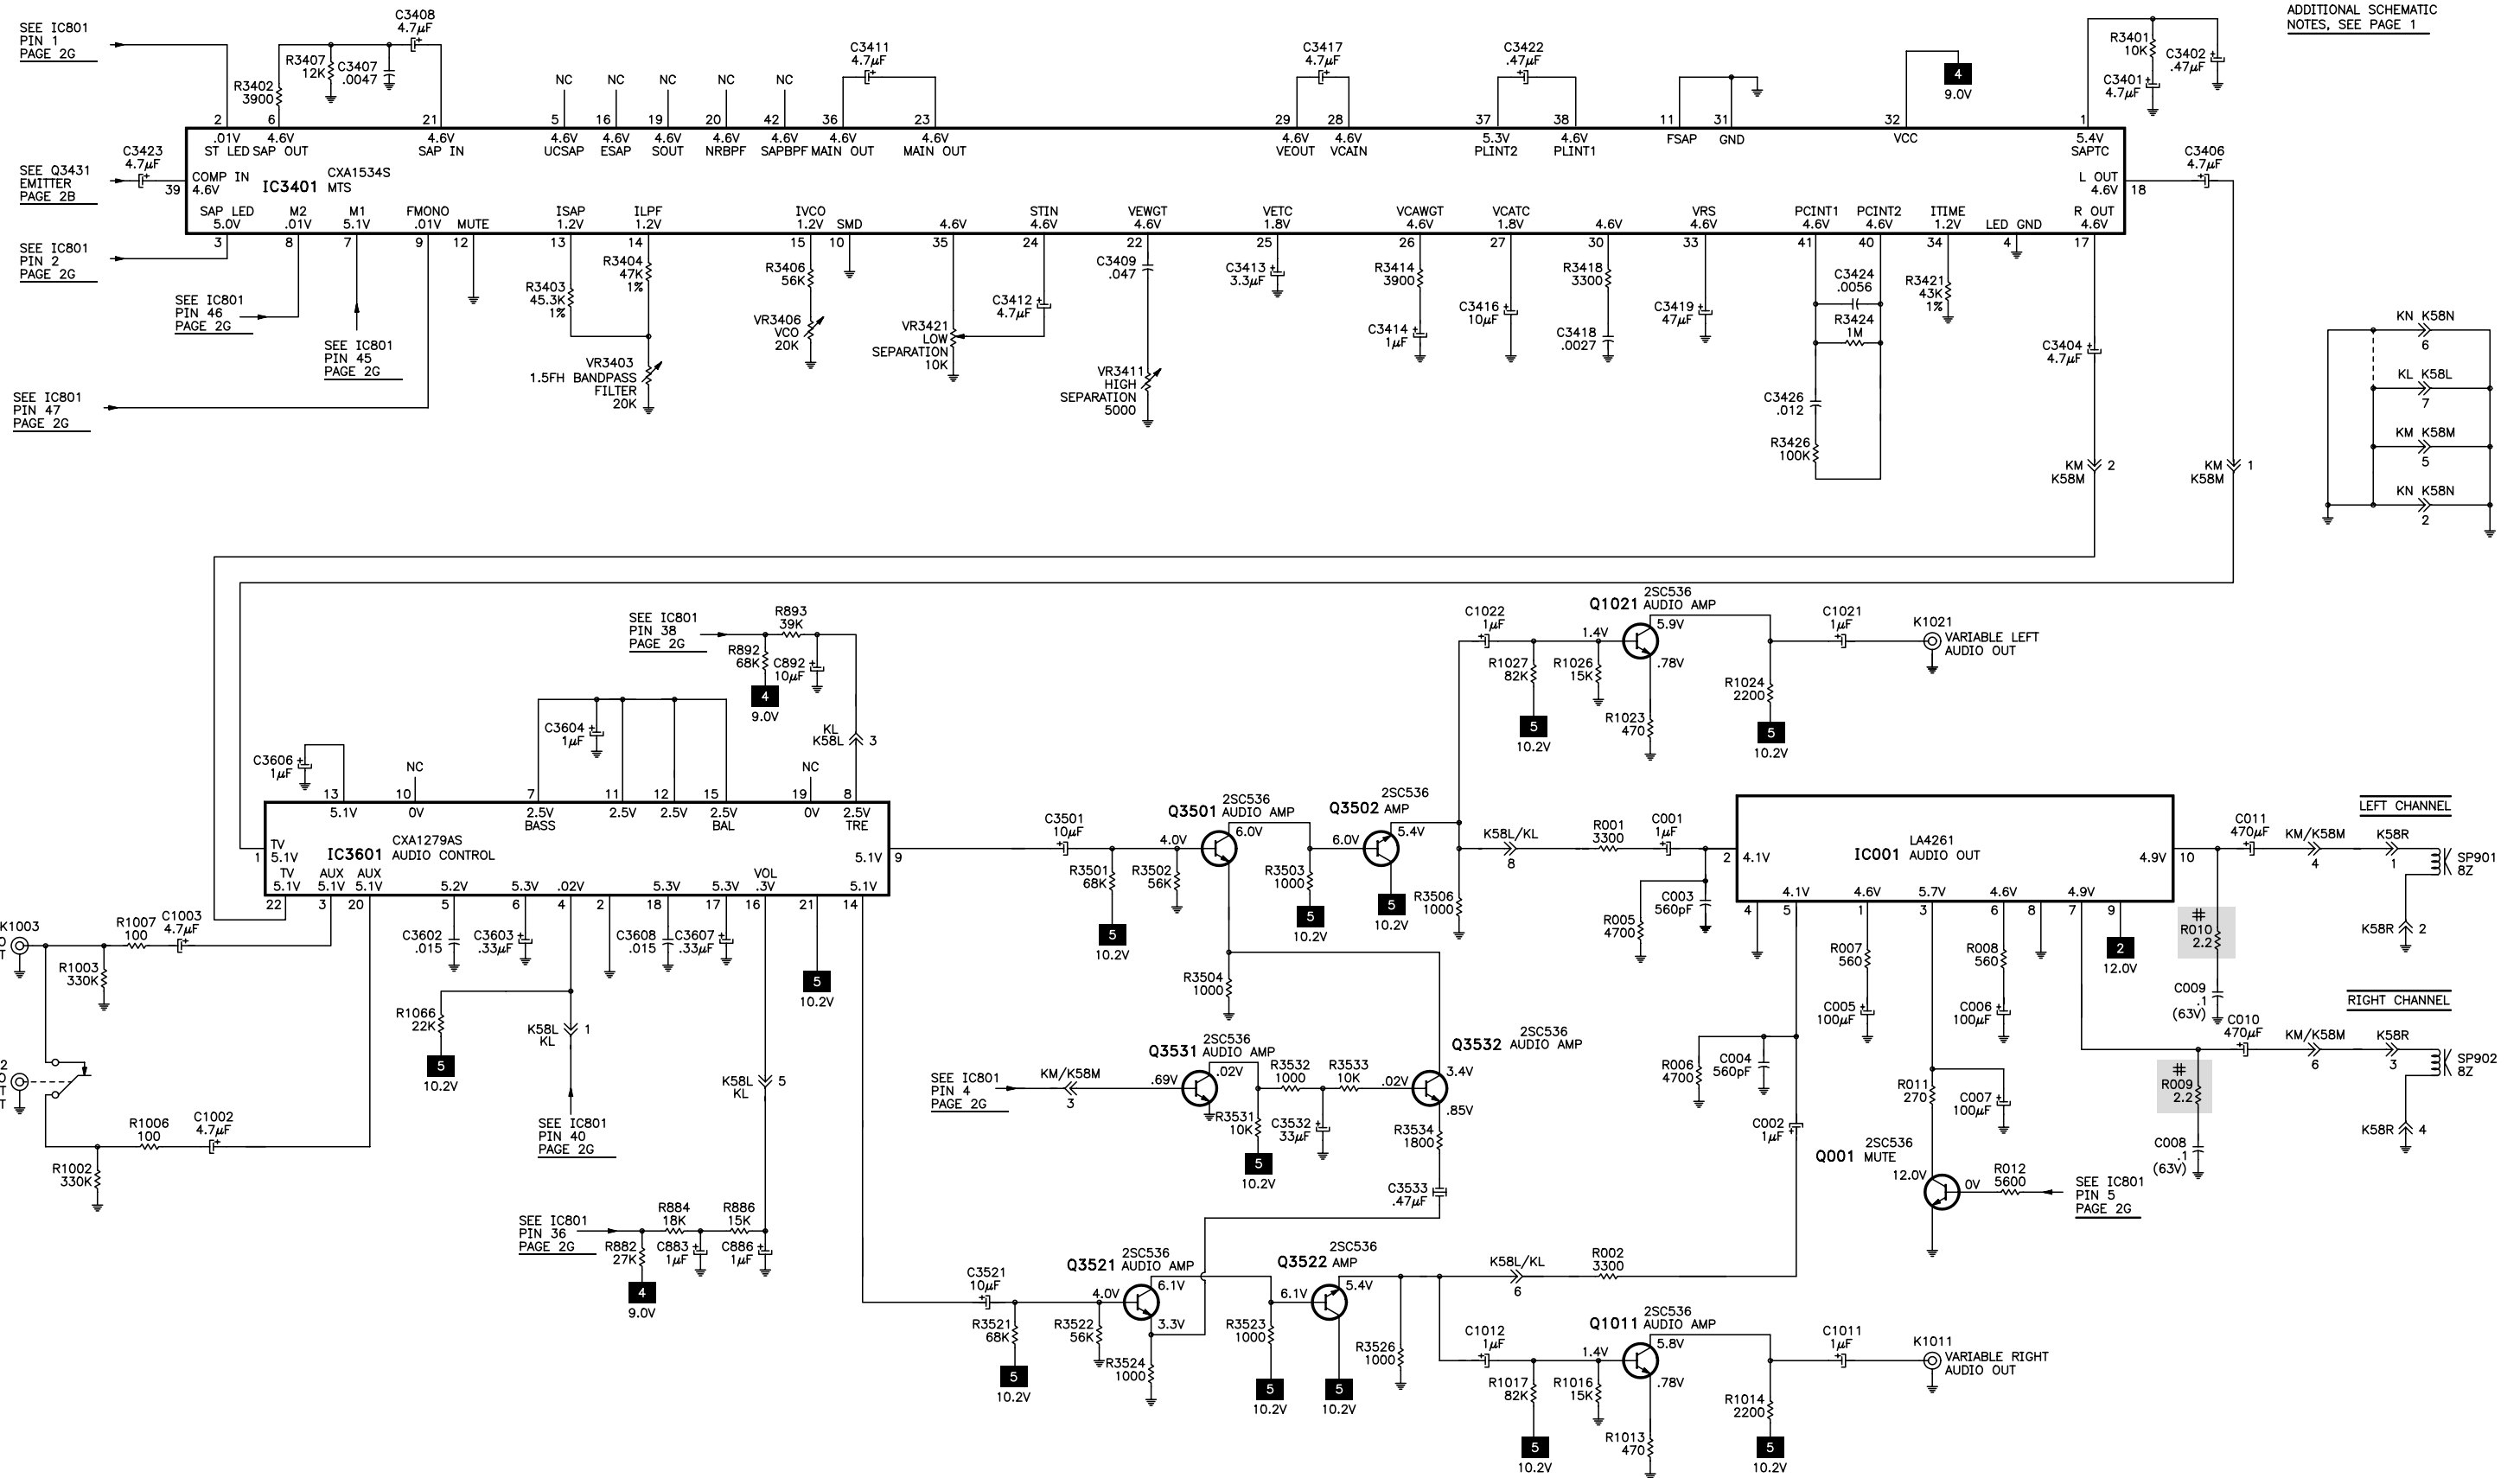 ADDITIONAL SCHEMATIC
NOTES, SEE PAGE 1
SEE IC801
PIN 1
PAGE 2G
C3408
4.7µF
R3407
12K
C3407
.0047
R3402
3900
NC
NC
NC
NC
NC
C3411
4.7µF
C3417
4.7µF
C3422
.47µF
4
9.0V
R3401
10K
C3402
.47µF
C3401
4.7µF
2 6 21 5 16 19 20 42 36 23 29 28 37 38 11 31 32 1
.01V 4.6V 4.6V 4.6V 4.6V 4.6V 4.6V 4.6V 4.6V 4.6V 4.6V 4.6V 5.3V 4.6V FSAP GND VCC 5.4V
ST LED SAP OUT SAP IN UCSAP ESAP SOUT NRBPF SAPBPF MAIN OUT MAIN OUT VEOUT VCAIN PLINT2 PLINT1 SAPTC
C3423
4.7µF
SEE Q3431
EMITTER
PAGE 2B
39
COMP IN
4.6V
IC3401
CXA1534S
MTS
L OUT
4.6V
18
C3406
4.7µF
SAP LED M2 M1 FMONO MUTE ISAP ILPF IVCO SMD STIN VEWGT VETC VCAWGT VCATC VRS PCINT1 PCINT2 ITIME LED GND R OUT
5.0V .01V 5.1V .01V 1.2V 1.2V 1.2V 4.6V 4.6V 4.6V 1.8V 4.6V 1.8V 4.6V 4.6V 4.6V 4.6V 1.2V 4.6V
3 8 7 9 12 13 14 15 10 35 24 22 25 26 27 30 33 41 40 34 4 17
SEE IC801
PIN 2
PAGE 2G
SEE IC801
PIN 46
PAGE 2G
SEE IC801
PIN 45
PAGE 2G
SEE IC801
PIN 47
PAGE 2G
R3403
45.3K
1%
R3404
47K
1%
VR3403
1.5FH BANDPASS
FILTER
20K
R3406
56K
VR3406
VCO
20K
VR3421
LOW
SEPARATION
10K
C3412
4.7µF
C3409
.047
VR3411
HIGH
SEPARATION
5000
C3413
3.3µF
R3414
3900
C3414
1µF
C3416
10µF
R3418
3300
C3418
.0027
C3419
47µF
C3424
.0056
R3424
1M
C3426
.012
R3426
100K
R3421
43K
1%
C3404
4.7µF
KM
K58M
2
KM
K58M
1
KN K58N
6
KL K58L
7
KM K58M
5
KN K58N
2
SEE IC801
PIN 38
PAGE 2G
R893
39K
R892
68K
C892
10µF
4
9.0V
KL
K58L
3
C3604
1µF
C3606
1µF
NC
NC
13 10 7 11 12 15 19 8
5.1V 0V 2.5V 2.5V 2.5V 2.5V 0V 2.5V
BASS BAL TRE
TV
5.1V
1
IC3601
CXA1279AS
AUDIO CONTROL
5.1V
9
TV AUX AUX VOL
5.1V 5.1V 5.1V 5.2V 5.3V .02V 5.3V 5.3V .3V 5.1V
22 3 20 5 6 4 2 18 17 16 21 14
K1003
R1007
100
C1003
4.7µF
R1003
330K
R1006
100
C1002
4.7µF
R1002
330K
C3602
.015
C3603
.33µF
C3608
.015
C3607
.33µF
5
10.2V
R1066
22K
5
10.2V
K58L
KL
1
SEE IC801
PIN 40
PAGE 2G
K58L
KL
5
SEE IC801
PIN 36
PAGE 2G
R884
18K
R886
15K
R882
27K
C883
1µF
C886
1µF
4
9.0V
C3501
10µF
R3501
68K
R3502
56K
5
10.2V
Q3501
2SC536
AUDIO AMP
4.0V
6.0V
R3503
1000
5
10.2V
R3504
1000
Q3502
2SC536
AMP
6.0V
5.4V
5
10.2V
R3506
1000
C1022
1µF
R1027
82K
R1026
15K
5
10.2V
Q1021
2SC536
AUDIO AMP
1.4V
5.9V
.78V
R1023
470
R1024
2200
5
10.2V
C1021
1µF
K1021
VARIABLE LEFT
AUDIO OUT
K58L/KL
8
R001
3300
C001
1µF
R005
4700
C003
560pF
2
4.1V
IC001
LA4261
AUDIO OUT
4.9V
10
4.1V 4.6V 5.7V 4.6V 4.9V
4 5 1 3 6 8 7 9
R007
560
C005
100µF
R008
560
C006
100µF
2
12.0V
C011
470µF
KM/K58M
4
K58R
1
LEFT CHANNEL
SP901
8Z
K58R
2
#
R010
2.2
C009
.1
(63V)
RIGHT CHANNEL
C010
470µF
KM/K58M
6
K58R
3
SP902
8Z
K58R
4
#
R009
2.2
C008
.1
(63V)
R006
4700
C004
560pF
C002
1µF
R011
270
C007
100µF
Q001
2SC536
MUTE
12.0V
0V
R012
5600
SEE IC801
PIN 5
PAGE 2G
SEE IC801
PIN 4
PAGE 2G
KM/K58M
3
Q3531
2SC536
AUDIO AMP
.69V
.02V
R3531
10K
5
10.2V
R3532
1000
C3532
33µF
R3533
10K
Q3532
2SC536
AUDIO AMP
.02V
3.4V
.85V
R3534
1800
C3533
.47µF
C3521
10µF
R3521
68K
R3522
56K
5
10.2V
Q3521
2SC536
AUDIO AMP
4.0V
6.1V
3.3V
R3524
1000
R3523
1000
5
10.2V
Q3522
2SC536
AMP
6.1V
5.4V
5
10.2V
R3526
1000
K58L/KL
6
R002
3300
C1012
1µF
R1017
82K
R1016
15K
5
10.2V
Q1011
2SC536
AUDIO AMP
1.4V
5.8V
.78V
R1013
470
R1014
2200
5
10.2V
C1011
1µF
K1011
VARIABLE RIGHT
AUDIO OUT